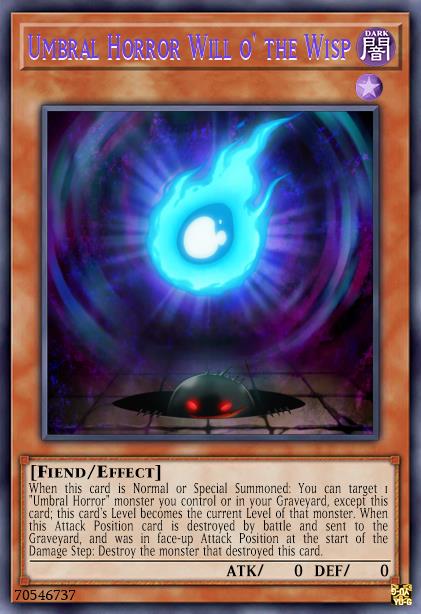 Umbral Horror Will o' the Wisp
DARK
闇
[Fiend/Effect]
When this card is Normal or Special Summoned: You can target 1
"Umbral Horror" monster you control or in your Graveyard, except this
card; this card's Level becomes the current Level of that monster. When
this Attack Position card is destroyed by battle and sent to the
Graveyard, and was in face-up Attack Position at the start of the
Damage Step: Destroy the monster that destroyed this card.
ATK/ 0 DEF/ 0
70546737